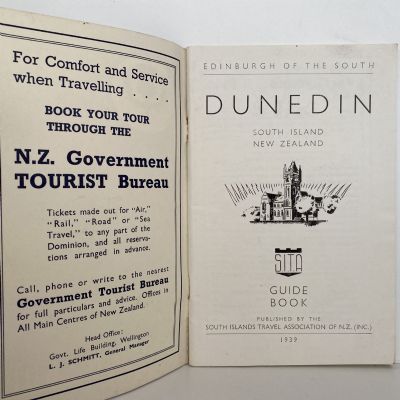 For Comfort and Service
when Travelling . . . .
BOOK YOUR TOUR
THROUGH THE
N.Z. Government
TOURIST Bureau
Tickets made out for "Air,"
"Rail," "Road" or "Sea
Travel," to any part of the
Dominion, and all reserva-
tions arranged in advance.
Call, phone or write to the nearest
Government Tourist Bureau
for full particulars and advice. Offices in
All Main Centres of New Zealand.
Head Office:
Govt. Life Building, Wellington
L. J. SCHMITT, General Manager
EDINBURGH OF THE SOUTH
DUNEDIN
SOUTH ISLAND
NEW ZEALAND
SITA
GUIDE
BOOK
PUBLISHED BY THE
SOUTH ISLANDS TRAVEL ASSOCIATION OF N.Z. (INC.)
1939